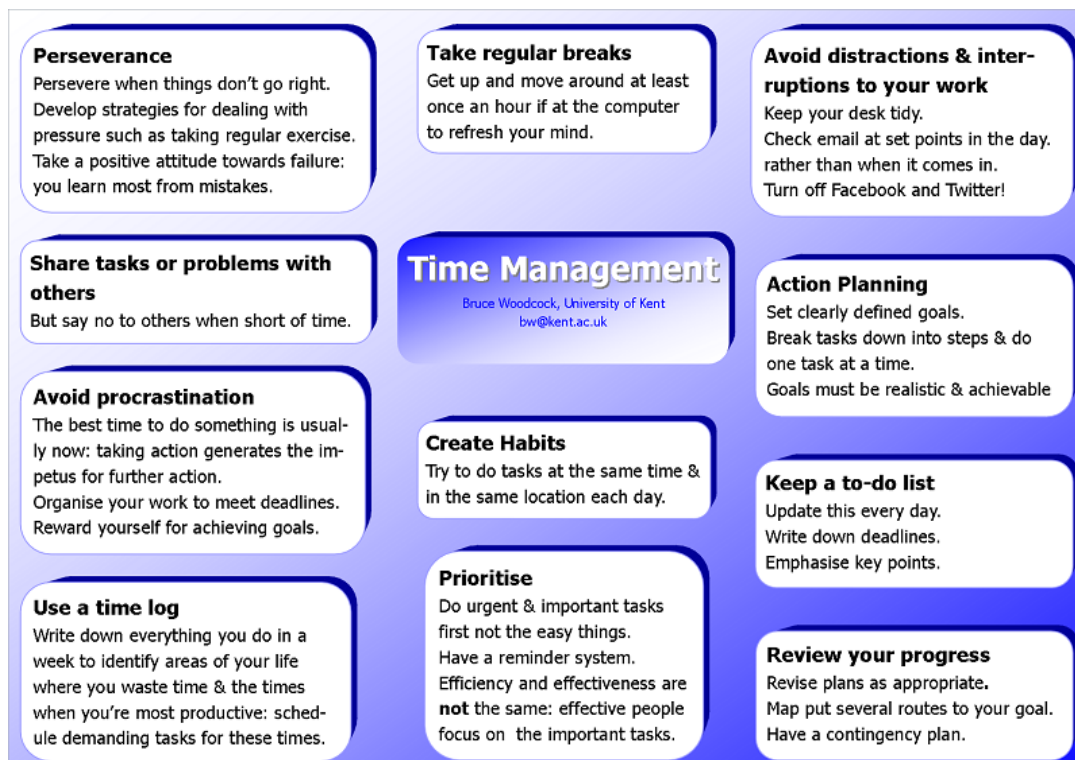 Perseverance
Persevere when things don't go right.
Develop strategies for dealing with
pressure such as taking regular exercise.
Take a positive attitude towards failure:
you learn most from mistakes.
Take regular breaks
Get up and move around at least
once an hour if at the computer
to refresh your mind.
Avoid distractions & inter-
ruptions to your work
Keep your desk tidy.
Check email at set points in the day.
rather than when it comes in.
Turn off Facebook and Twitter!
Share tasks or problems with
others
But say no to others when short of time.
Time Management
Bruce Woodcock, University of Kent
bw@kent.ac.uk
Action Planning
Set clearly defined goals.
Break tasks down into steps & do
one task at a time.
Goals must be realistic & achievable
Avoid procrastination
The best time to do something is usual-
ly now: taking action generates the im-
petus for further action.
Organise your work to meet deadlines.
Reward yourself for achieving goals.
Create Habits
Try to do tasks at the same time &
in the same location each day.
Keep a to-do list
Update this every day.
Write down deadlines.
Emphasise key points.
Use a time log
Write down everything you do in a
week to identify areas of your life
where you waste time & the times
when you're most productive: sched-
ule demanding tasks for these times.
Prioritise
Do urgent & important tasks
first not the easy things.
Have a reminder system.
Efficiency and effectiveness are
not the same: effective people
focus on  the important tasks.
Review your progress
Revise plans as appropriate.
Map put several routes to your goal.
Have a contingency plan.